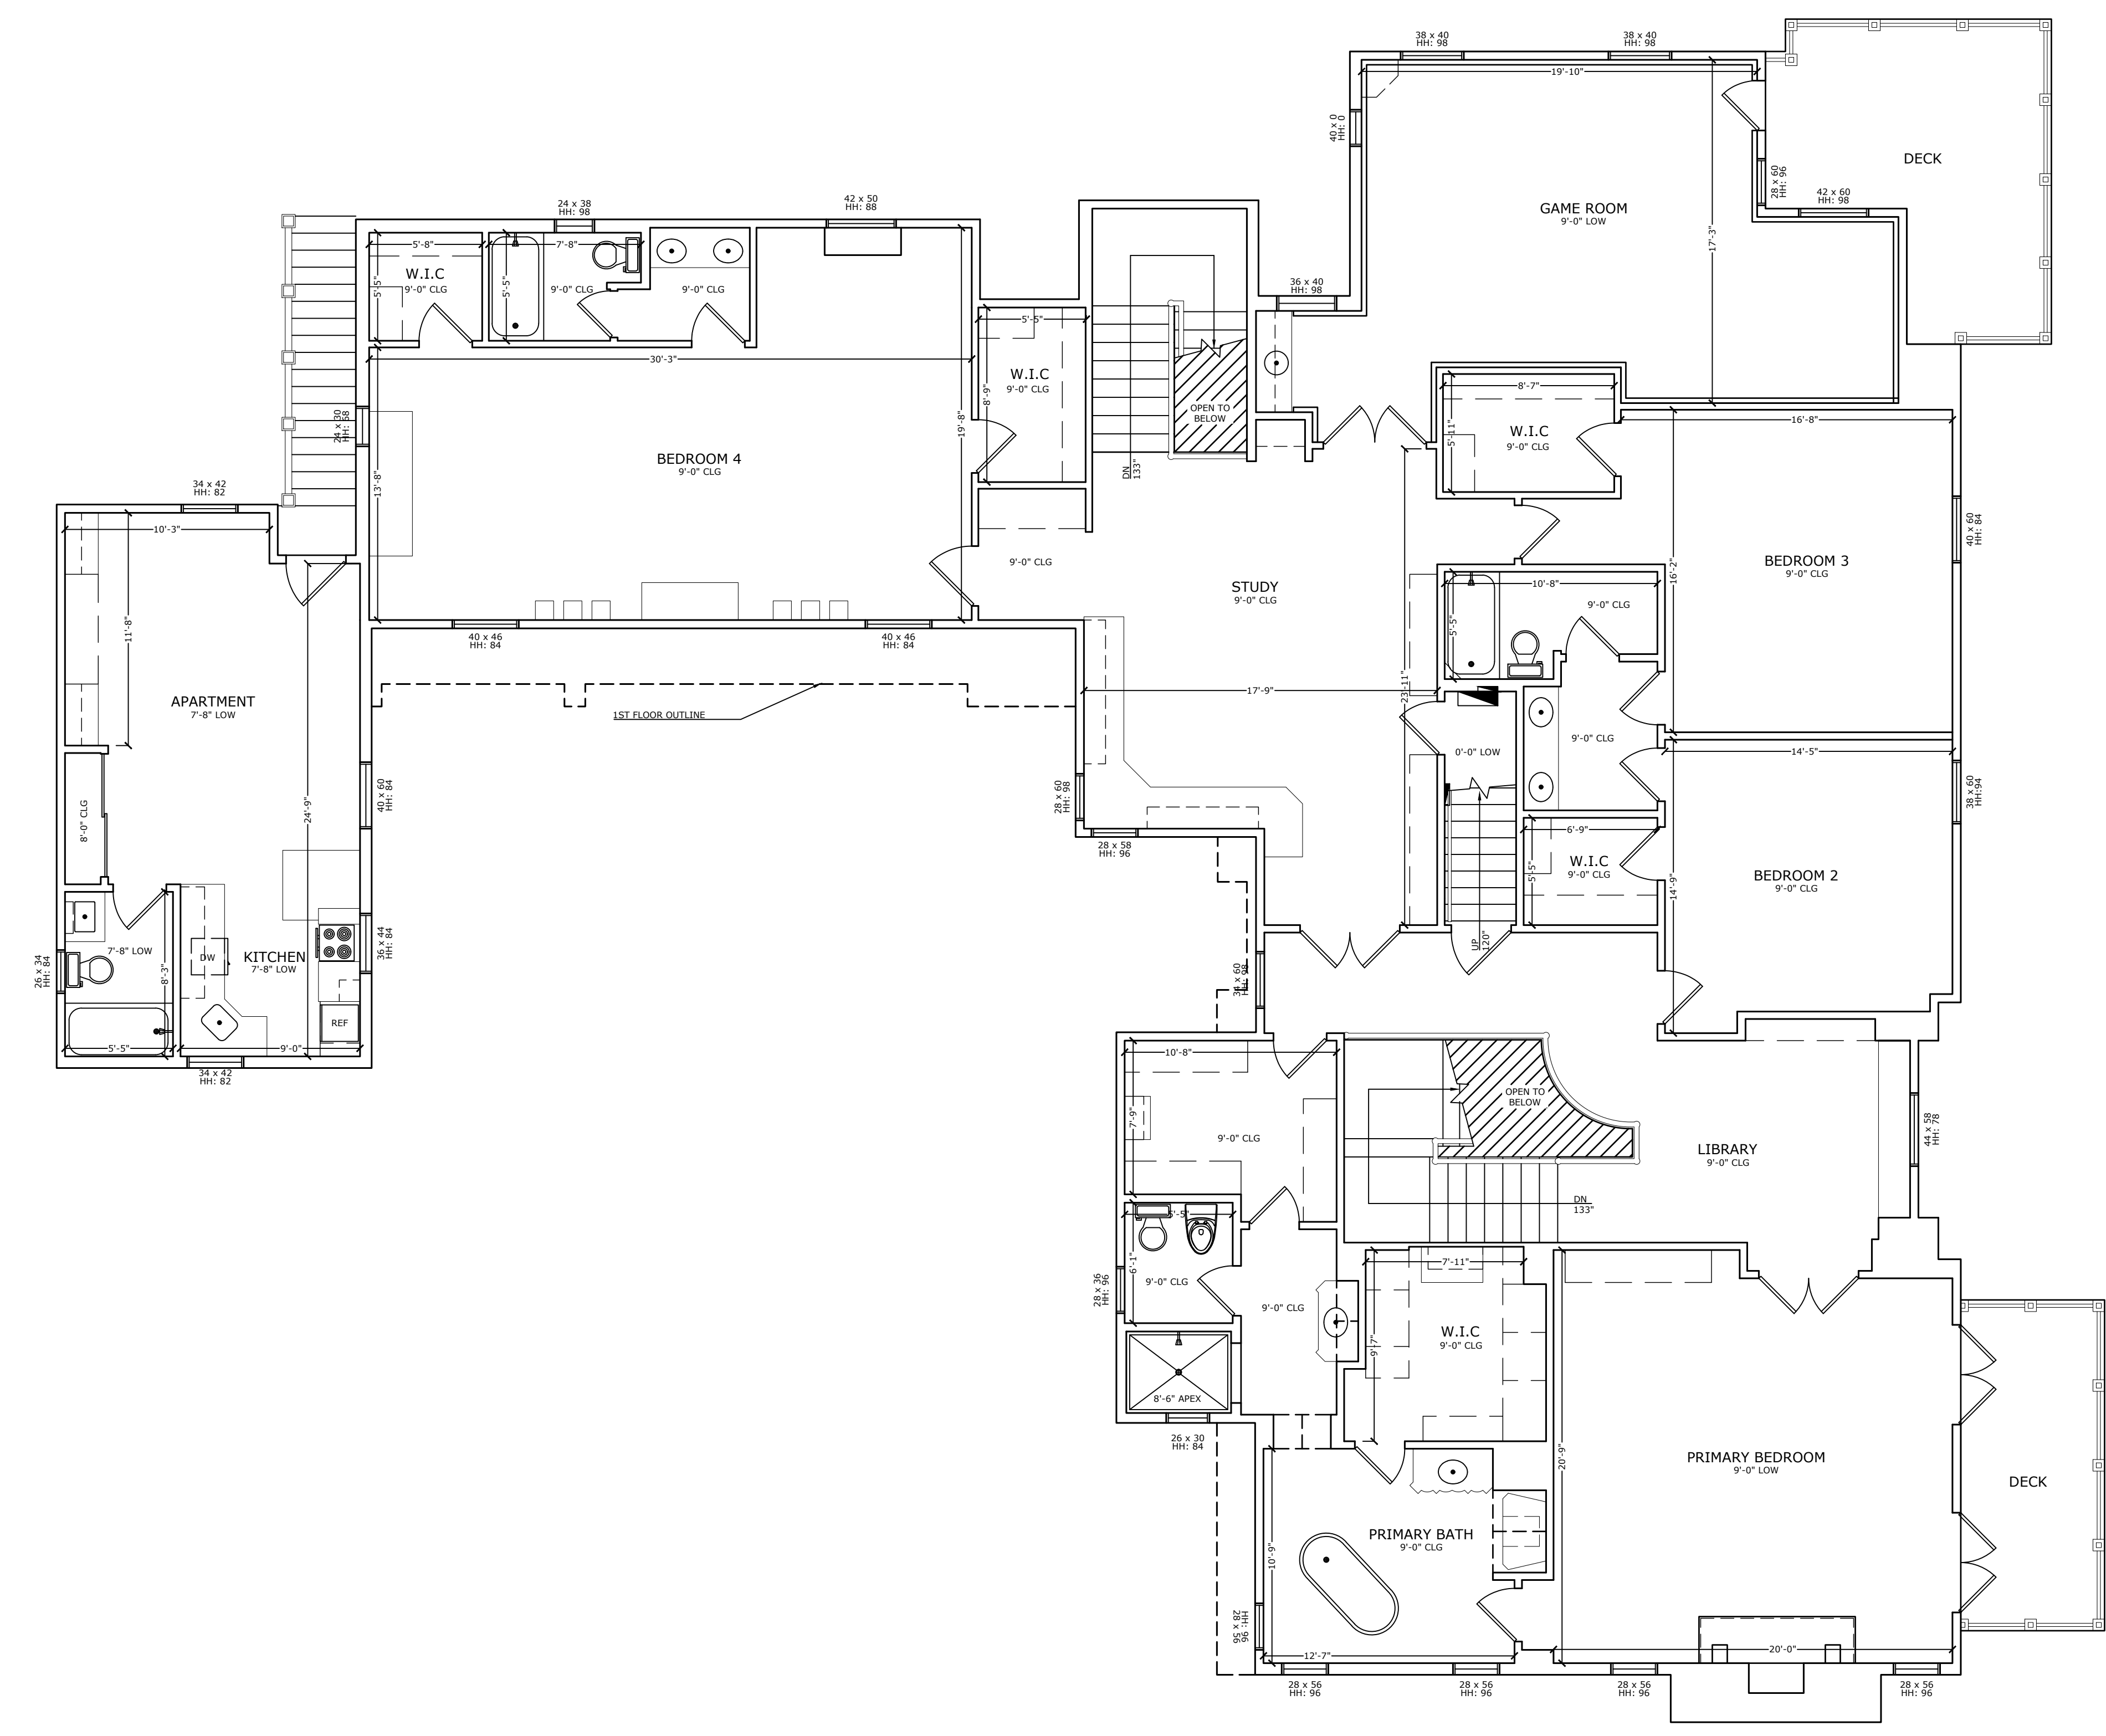 38 x 40
HH: 98
38 x 40
HH: 98
19'-10"
40 x 0
HH: 0
17'-3"
28 x 60
HH: 96
DECK
42 x 60
HH: 98
GAME ROOM
9'-0" LOW
24 x 38
HH: 98
42 x 50
HH: 88
5'-8"
7'-8"
W.I.C
9'-0" CLG
5'-5"
5'-5"
9'-0" CLG
9'-0" CLG
36 x 40
HH: 98
5'-5"
30'-3"
W.I.C
9'-0" CLG
8'-9"
OPEN TO
BELOW
8'-7"
W.I.C
9'-0" CLG
5'-11"
16'-8"
24 x 30
HH: 68
19'-8"
BEDROOM 4
9'-0" CLG
13'-8"
DN
133"
34 x 42
HH: 82
10'-3"
40 x 60
HH: 84
9'-0" CLG
BEDROOM 3
9'-0" CLG
16'-2"
STUDY
9'-0" CLG
10'-8"
9'-0" CLG
5'-5"
11'-8"
40 x 46
HH: 84
40 x 46
HH: 84
APARTMENT
7'-8" LOW
1ST FLOOR OUTLINE
17'-9"
23'-11"
0'-0" LOW
9'-0" CLG
14'-5"
40 x 60
HH: 84
28 x 60
HH: 98
38 x 60
HH:94
24'-9"
8'-0" CLG
28 x 58
HH: 96
6'-9"
W.I.C
9'-0" CLG
5'-5"
14'-9"
BEDROOM 2
9'-0" CLG
36 x 44
HH: 84
UP
120"
7'-8" LOW
DW
KITCHEN
7'-8" LOW
26 x 34
HH: 84
8'-3"
34 x 60
HH: 98
REF
5'-5"
9'-0"
34 x 42
HH: 82
10'-8"
7'-9"
9'-0" CLG
OPEN TO
BELOW
44 x 58
HH: 78
LIBRARY
9'-0" CLG
DN
133"
5'-5"
6'-1"
9'-0" CLG
28 x 36
HH: 96
9'-0" CLG
7'-11"
W.I.C
9'-0" CLG
9'-7"
8'-6" APEX
26 x 30
HH: 84
20'-9"
PRIMARY BEDROOM
9'-0" LOW
DECK
PRIMARY BATH
9'-0" CLG
10'-9"
28 x 56
HH: 96
12'-7"
20'-0"
28 x 56
HH: 96
28 x 56
HH: 96
28 x 56
HH: 96
28 x 56
HH: 96